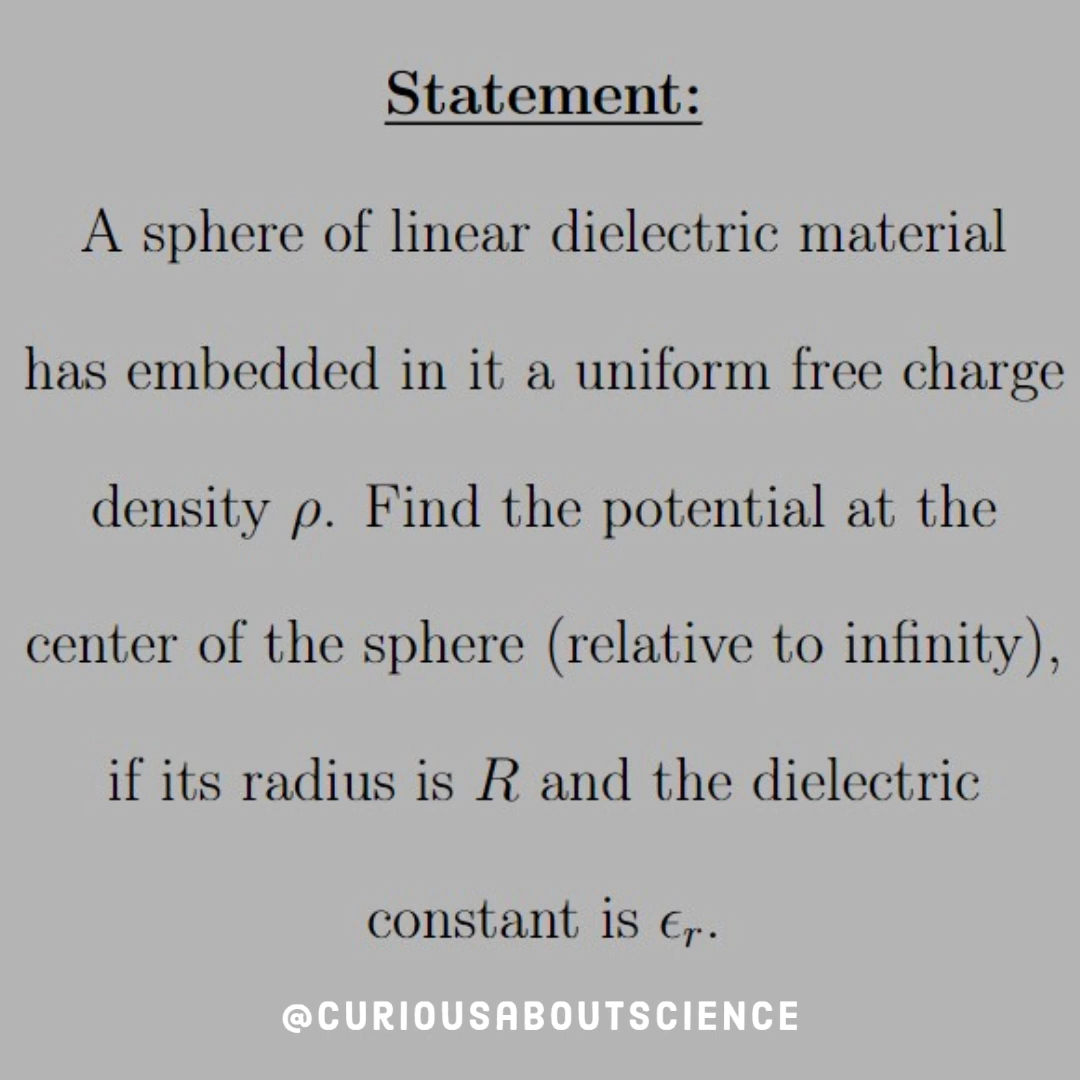 Statement:
A sphere of linear dielectric material
has embedded in it a uniform free charge
density ρ. Find the potential at the
center of the sphere (relative to infinity),
if its radius is R and the dielectric
constant is ϵᵣ.
@CURIOUSABOUTSCIENCE